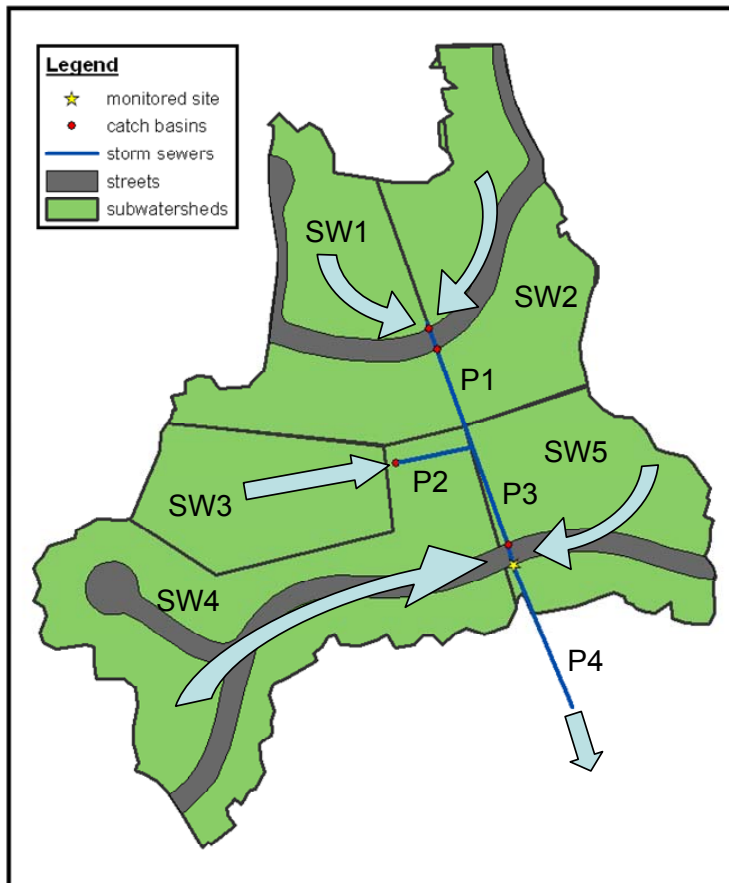 Legend
monitored site
catch basins
storm sewers
streets
subwatersheds
SW1
SW2
P1
SW5
P2
P3
SW3
SW4
P4